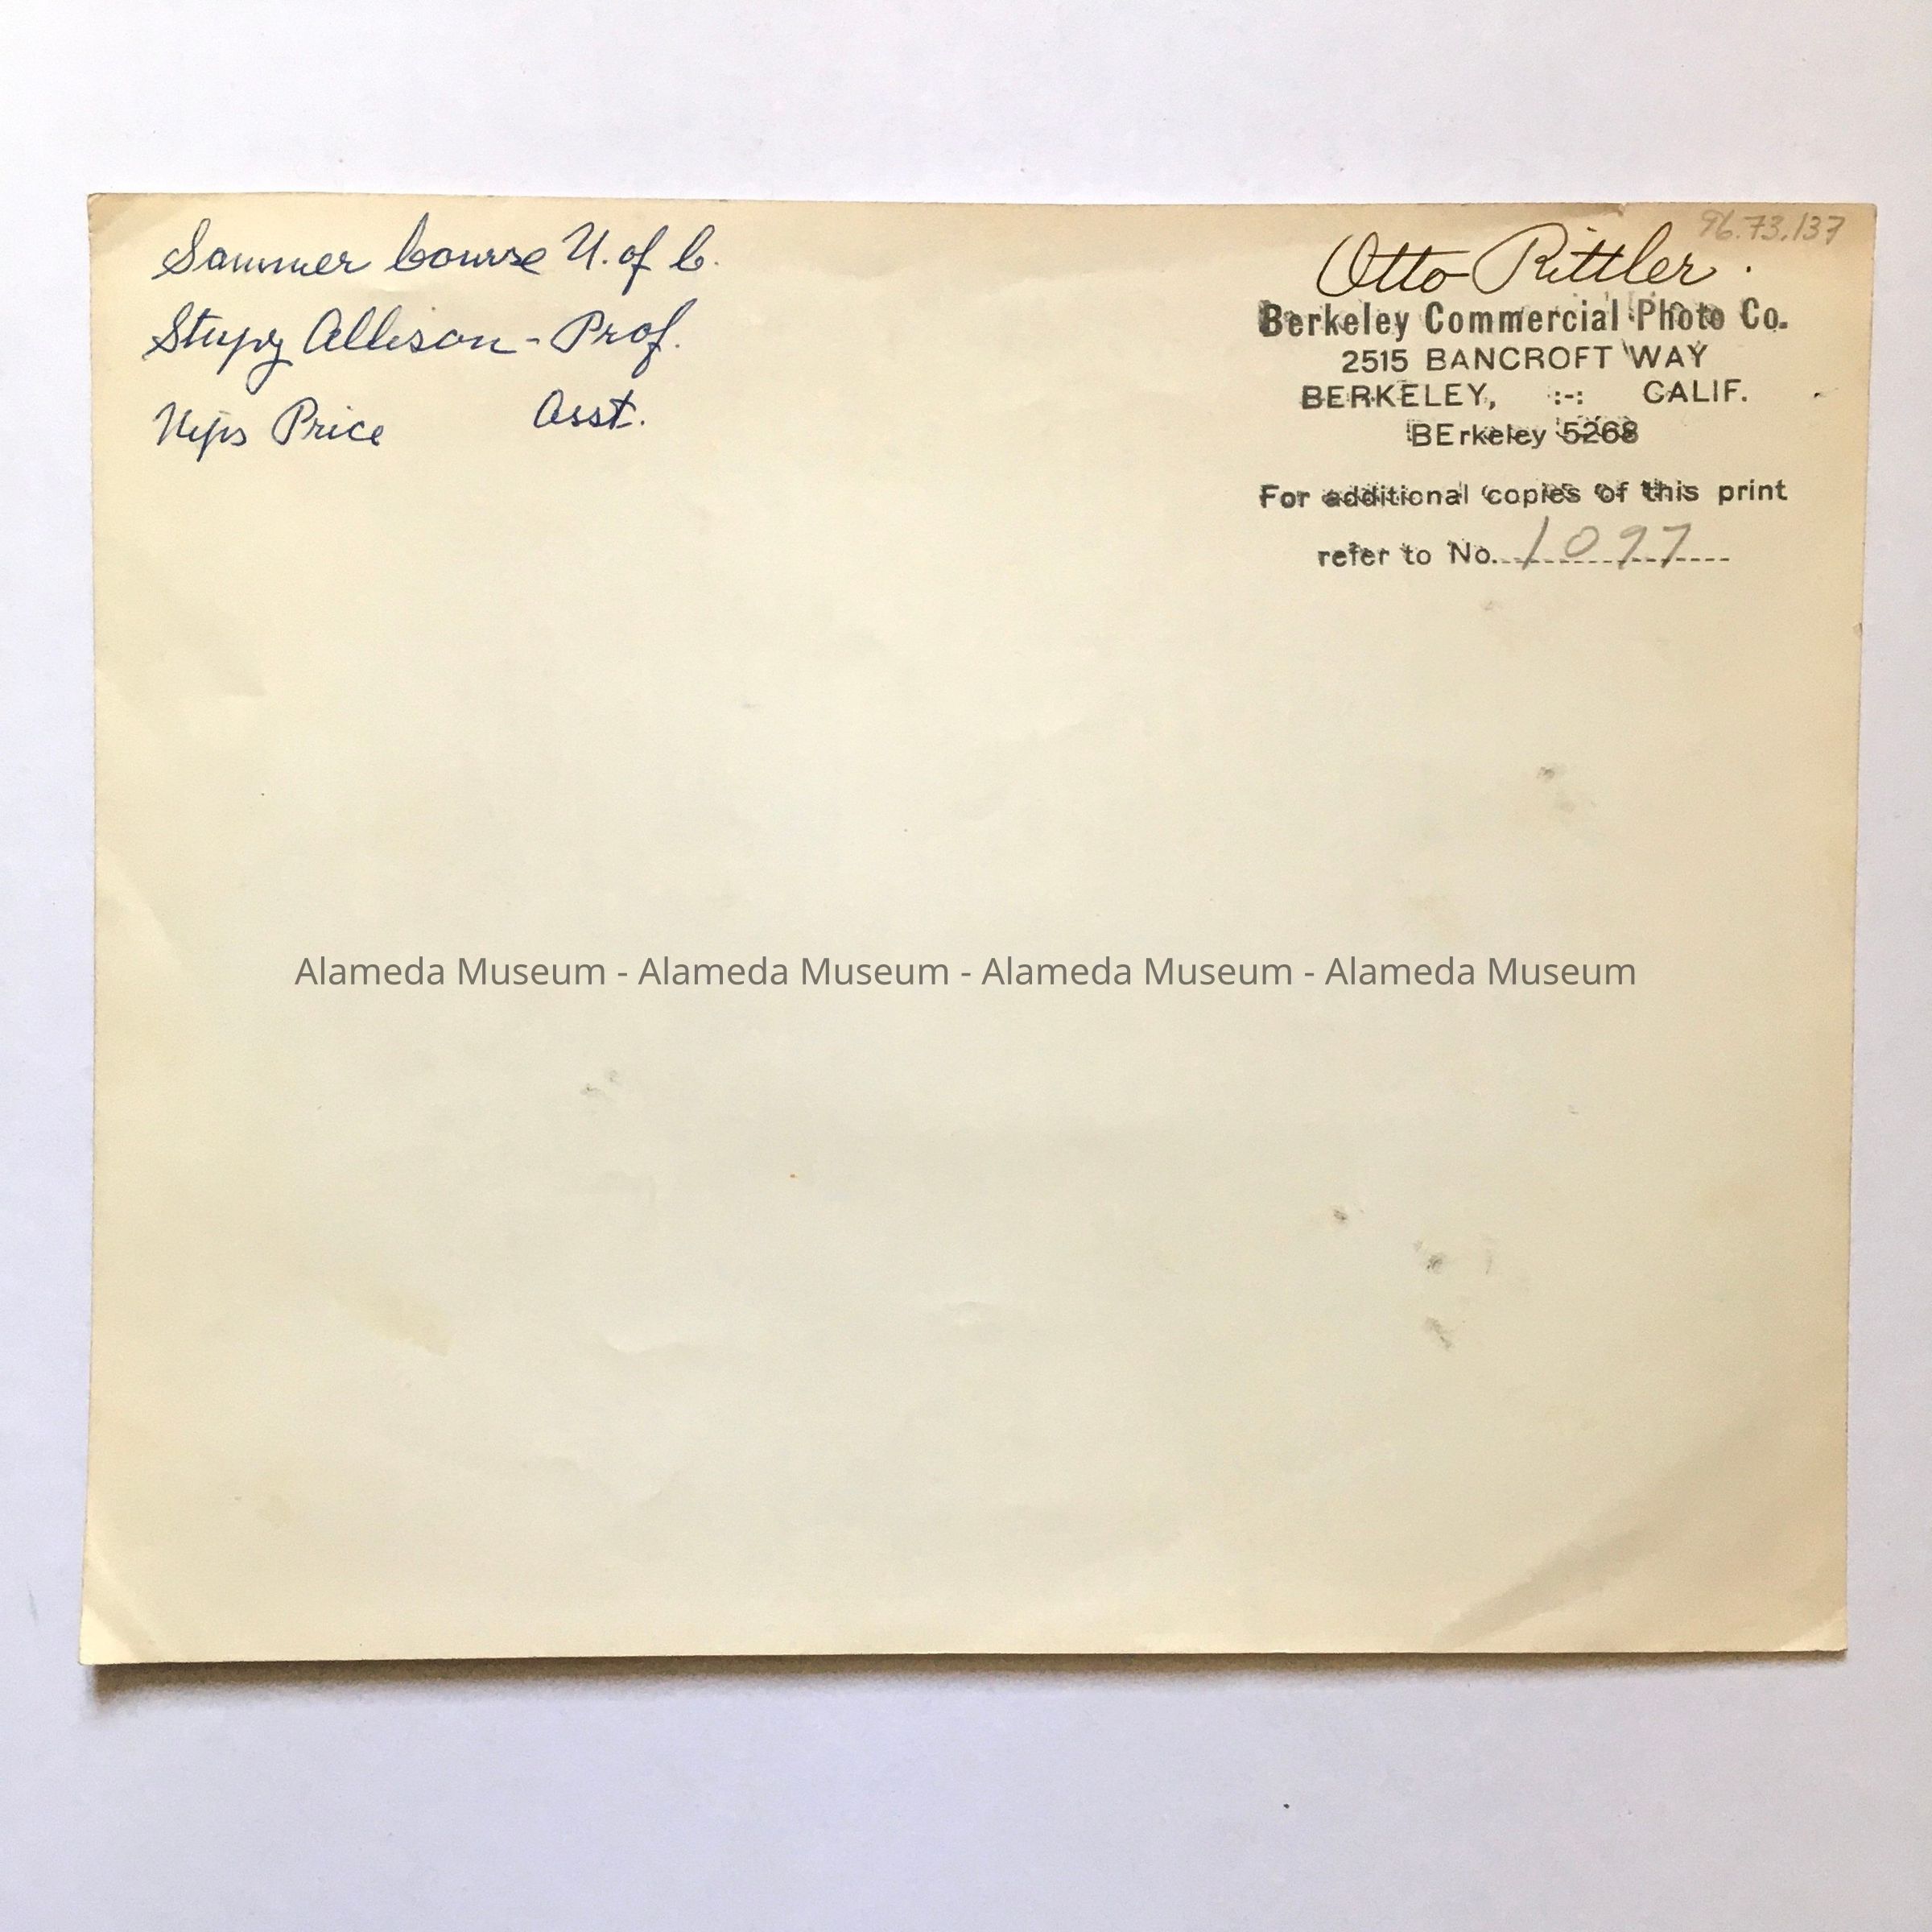 Summer Course U. of C.
Stupy Allison - Prof.
Nips Price Asst.
96.73.137
Otto Rittler.
Berkeley Commercial Photo Co.
2515 BANCROFT WAY
BERKELEY, :-: CALIF.
BErkeley 5268
For additional copies of this print
refer to No. 1097
Alameda Museum - Alameda Museum - Alameda Museum - Alameda Museum